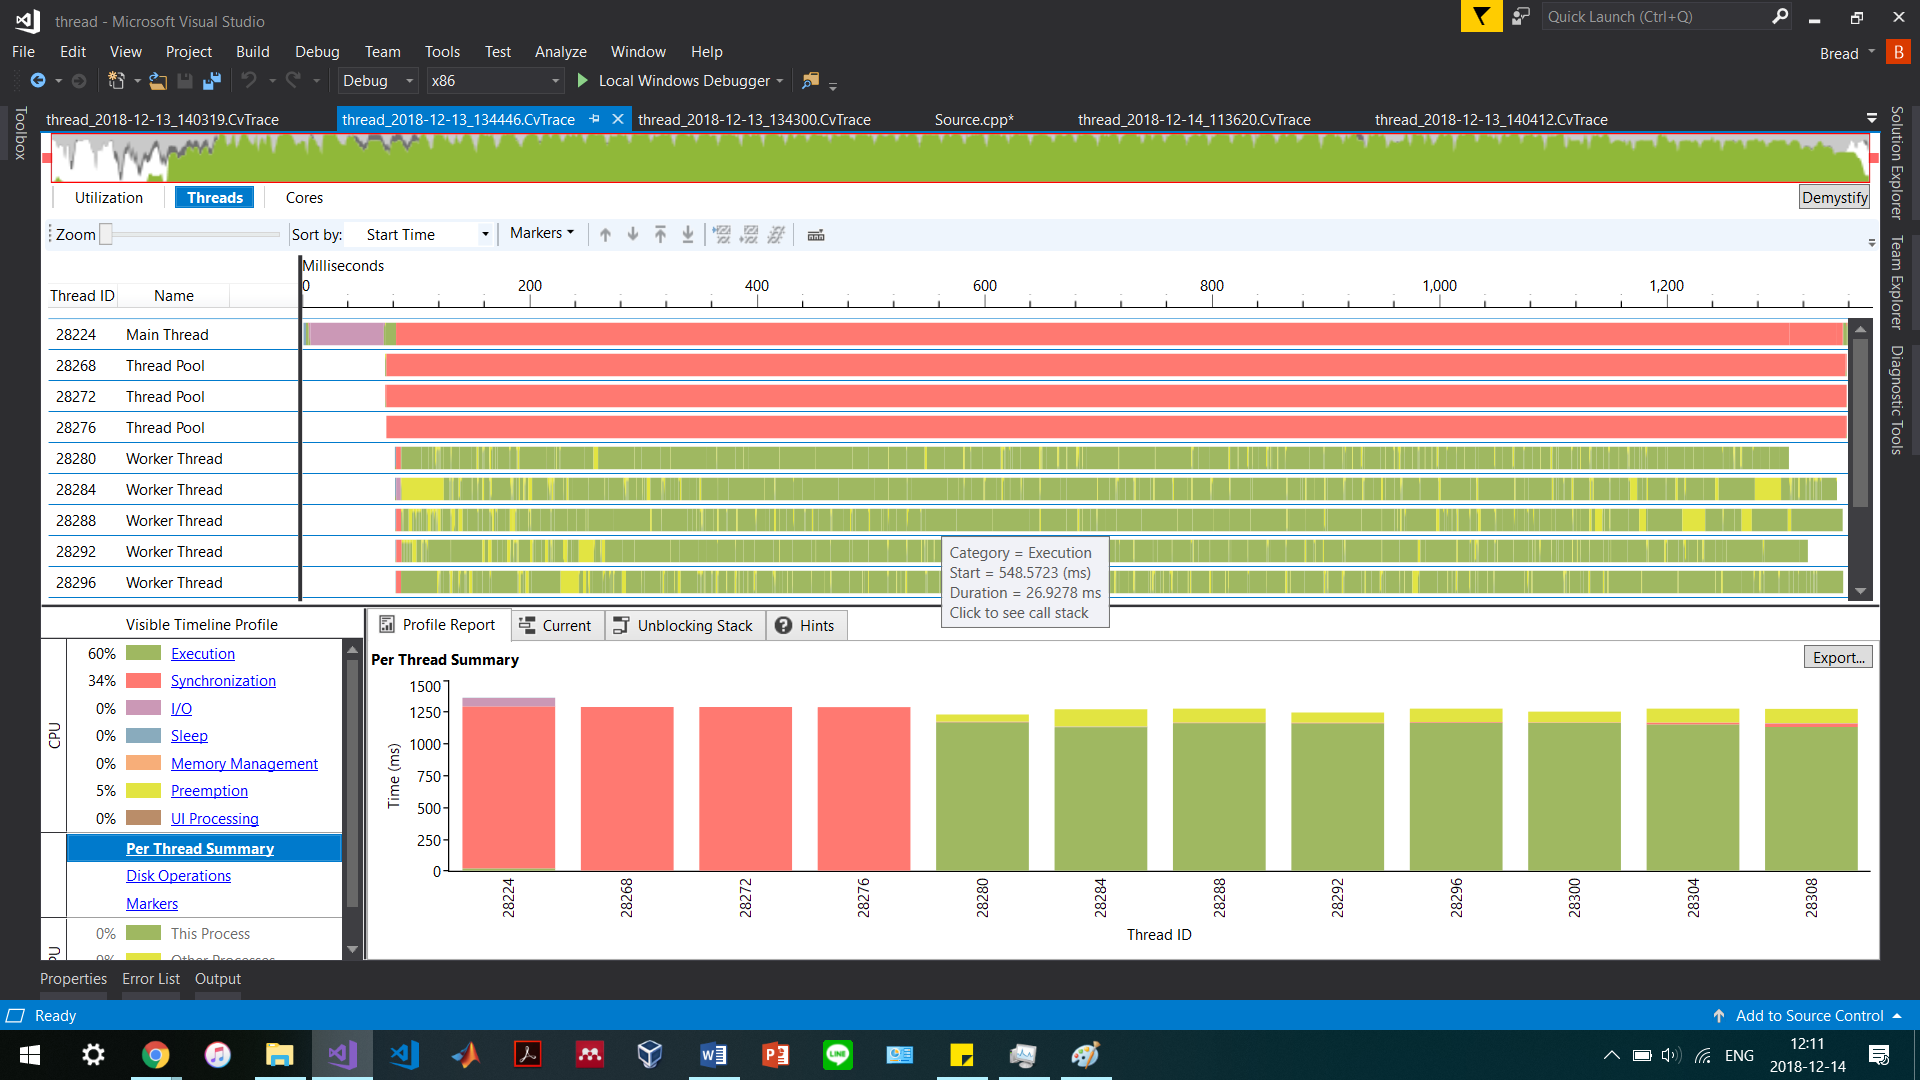 thread - Microsoft Visual Studio
Quick Launch (Ctrl+Q)
File Edit View Project Build Debug Team Tools Test Analyze Window Help
Bread B
Debug x86 Local Windows Debugger
Toolbox
thread_2018-12-13_140319.CvTrace thread_2018-12-13_134446.CvTrace thread_2018-12-13_134300.CvTrace Source.cpp* thread_2018-12-14_113620.CvTrace thread_2018-12-13_140412.CvTrace
Solution Explorer
Team Explorer
Diagnostic Tools
Utilization Threads Cores Demystify
Zoom Sort by: Start Time Markers
Milliseconds
0 200 400 600 800 1,000 1,200
Thread ID Name
28224 Main Thread
28268 Thread Pool
28272 Thread Pool
28276 Thread Pool
28280 Worker Thread
28284 Worker Thread
28288 Worker Thread
28292 Worker Thread
28296 Worker Thread
Category = Execution
Start = 548.5723 (ms)
Duration = 26.9278 ms
Click to see call stack
Visible Timeline Profile
CPU
60% Execution
34% Synchronization
0% I/O
0% Sleep
0% Memory Management
5% Preemption
0% UI Processing
Per Thread Summary
Disk Operations
Markers
0% This Process
Profile Report Current Unblocking Stack Hints
Per Thread Summary
Export...
Time (ms)
1500
1250
1000
750
500
250
0
28224 28268 28272 28276 28280 28284 28288 28292 28296 28300 28304 28308
Thread ID
Properties Error List Output
Ready
Add to Source Control
LINE
ENG
12:11
2018-12-14